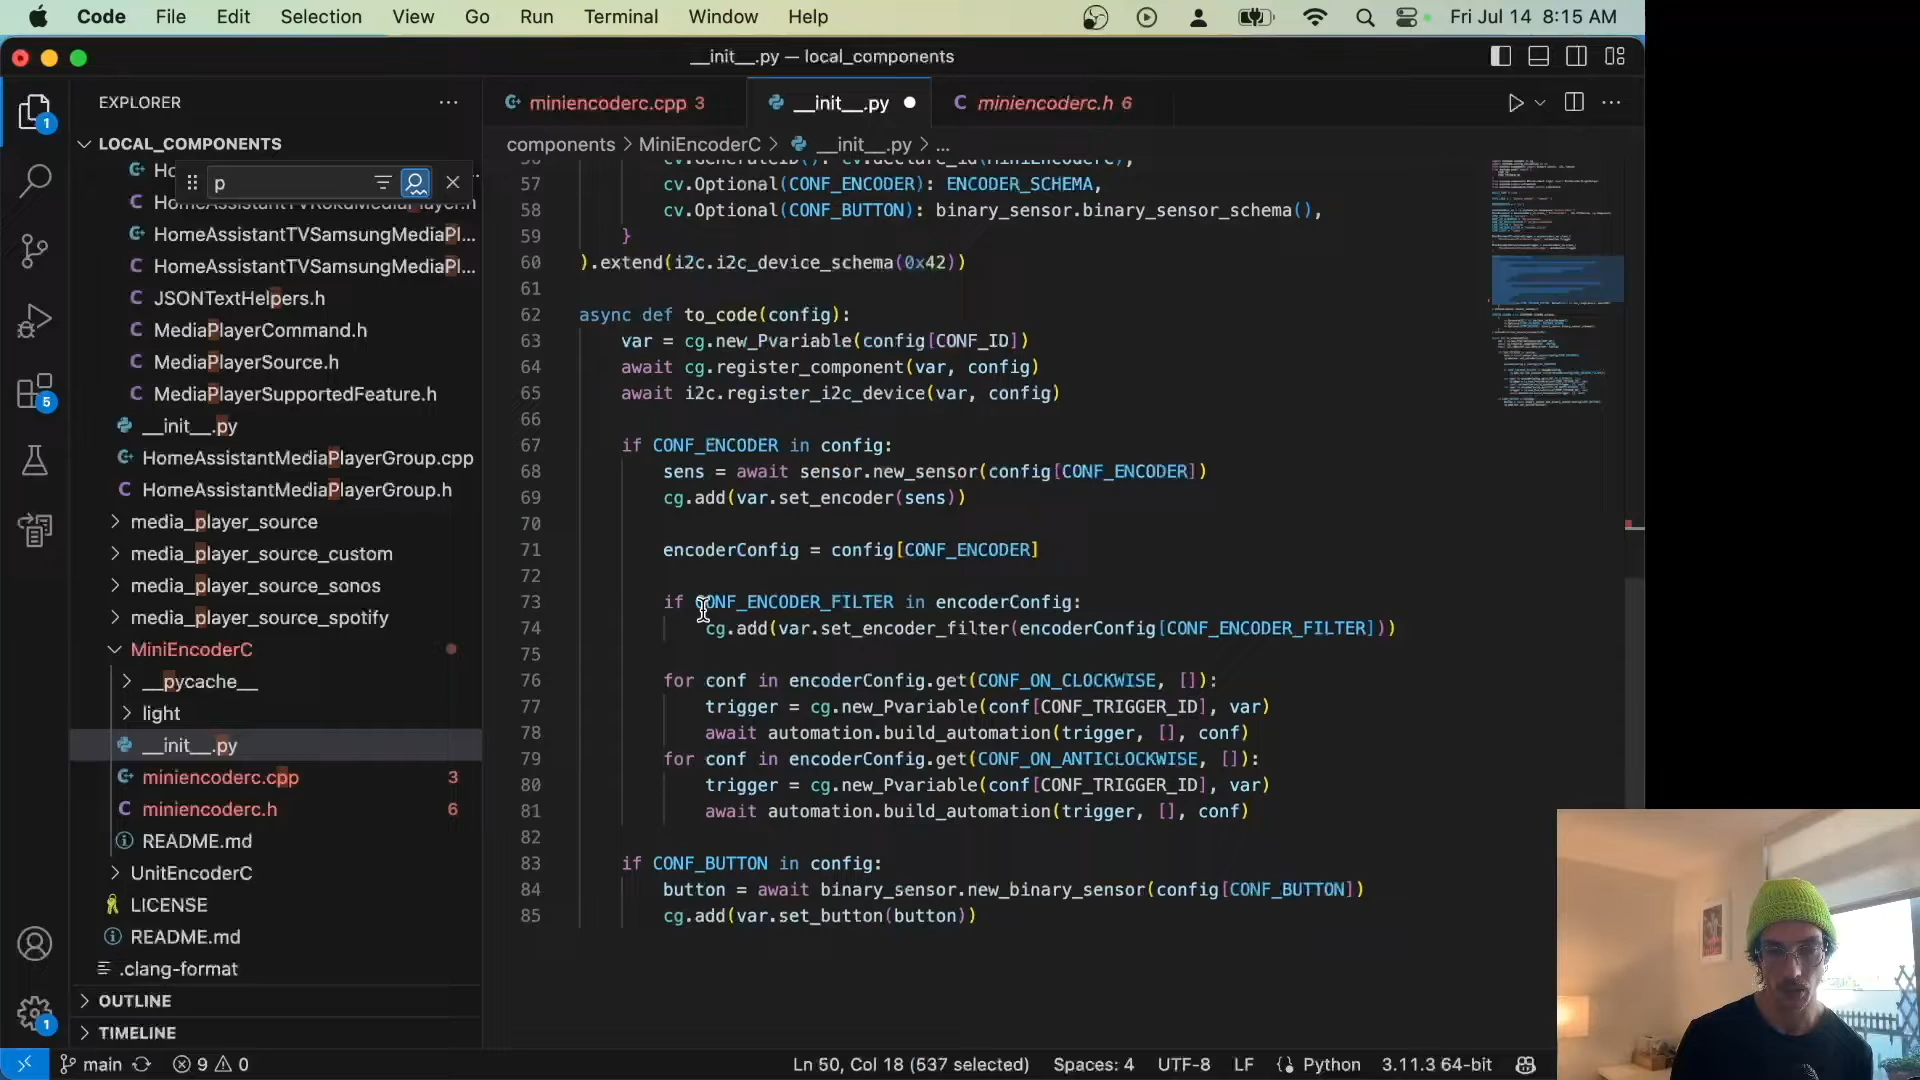 Code File Edit Selection View Go Run Terminal Window Help Fri Jul 14 8:15 AM
__init__.py — local_components
EXPLORER
miniencoderc.cpp 3
__init__.py
miniencoderc.h 6
components > MiniEncoderC > __init__.py > ...
LOCAL_COMPONENTS
p
HomeAssistantTVSamsungMediaPl...
HomeAssistantTVSamsungMediaPl...
JSONTextHelpers.h
MediaPlayerCommand.h
MediaPlayerSource.h
MediaPlayerSupportedFeature.h
__init__.py
HomeAssistantMediaPlayerGroup.cpp
HomeAssistantMediaPlayerGroup.h
media_player_source
media_player_source_custom
media_player_source_sonos
media_player_source_spotify
MiniEncoderC
__pycache__
light
__init__.py
miniencoderc.cpp 3
miniencoderc.h 6
README.md
UnitEncoderC
LICENSE
README.md
.clang-format
OUTLINE
TIMELINE
1
5
1
57 cv.Optional(CONF_ENCODER): ENCODER_SCHEMA,
58 cv.Optional(CONF_BUTTON): binary_sensor.binary_sensor_schema(),
59 }
60 ).extend(i2c.i2c_device_schema(0x42))
61
62 async def to_code(config):
63 var = cg.new_Pvariable(config[CONF_ID])
64 await cg.register_component(var, config)
65 await i2c.register_i2c_device(var, config)
66
67 if CONF_ENCODER in config:
68 sens = await sensor.new_sensor(config[CONF_ENCODER])
69 cg.add(var.set_encoder(sens))
70
71 encoderConfig = config[CONF_ENCODER]
72
73 if CONF_ENCODER_FILTER in encoderConfig:
74 cg.add(var.set_encoder_filter(encoderConfig[CONF_ENCODER_FILTER]))
75
76 for conf in encoderConfig.get(CONF_ON_CLOCKWISE, []):
77 trigger = cg.new_Pvariable(conf[CONF_TRIGGER_ID], var)
78 await automation.build_automation(trigger, [], conf)
79 for conf in encoderConfig.get(CONF_ON_ANTICLOCKWISE, []):
80 trigger = cg.new_Pvariable(conf[CONF_TRIGGER_ID], var)
81 await automation.build_automation(trigger, [], conf)
82
83 if CONF_BUTTON in config:
84 button = await binary_sensor.new_binary_sensor(config[CONF_BUTTON])
85 cg.add(var.set_button(button))
main 9 0 Ln 50, Col 18 (537 selected) Spaces: 4 UTF-8 LF Python 3.11.3 64-bit